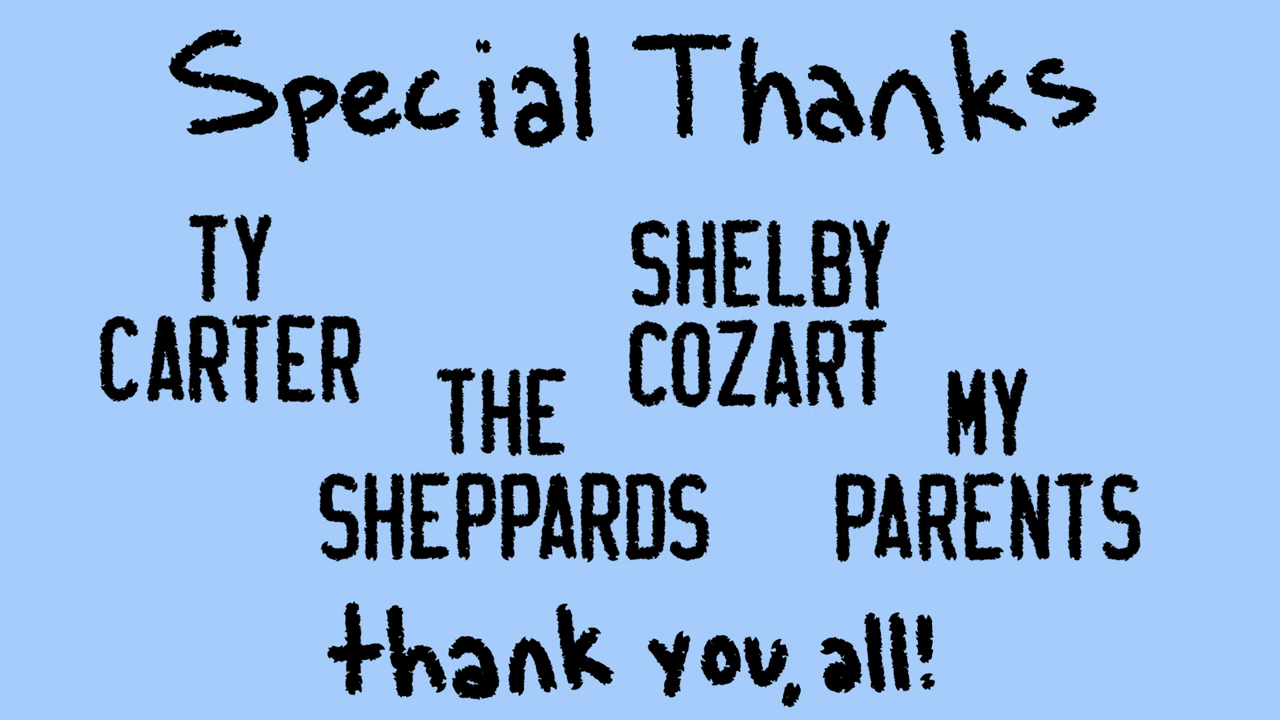 Special Thanks
TY
CARTER
SHELBY
COZART
THE
SHEPPARDS
MY
PARENTS
thank you, all!